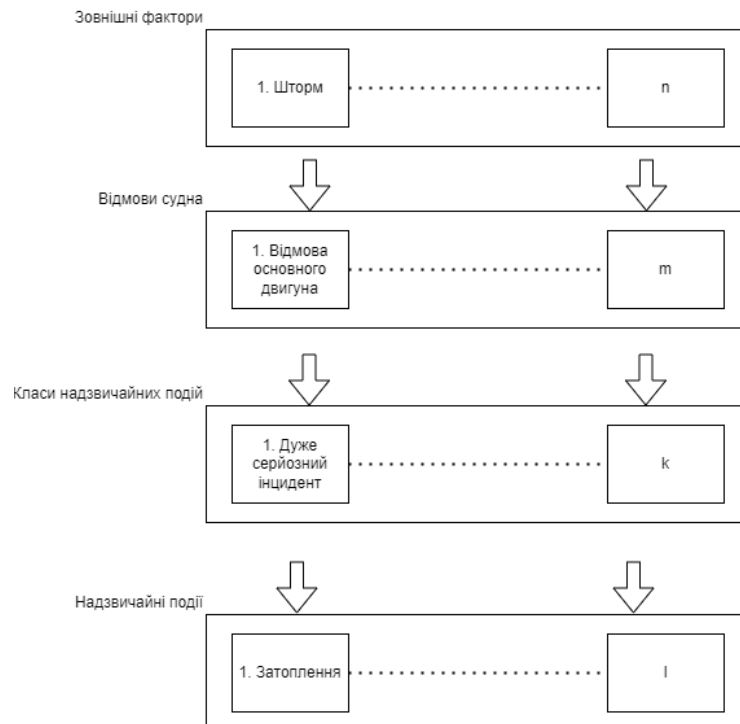 Зовнішні фактори
1. Шторм
n
Відмови судна
1. Відмова
основного
двигуна
m
Класи надзвичайних подій
1. Дуже
серйозний
інцидент
k
Надзвичайні події
1. Затоплення
l